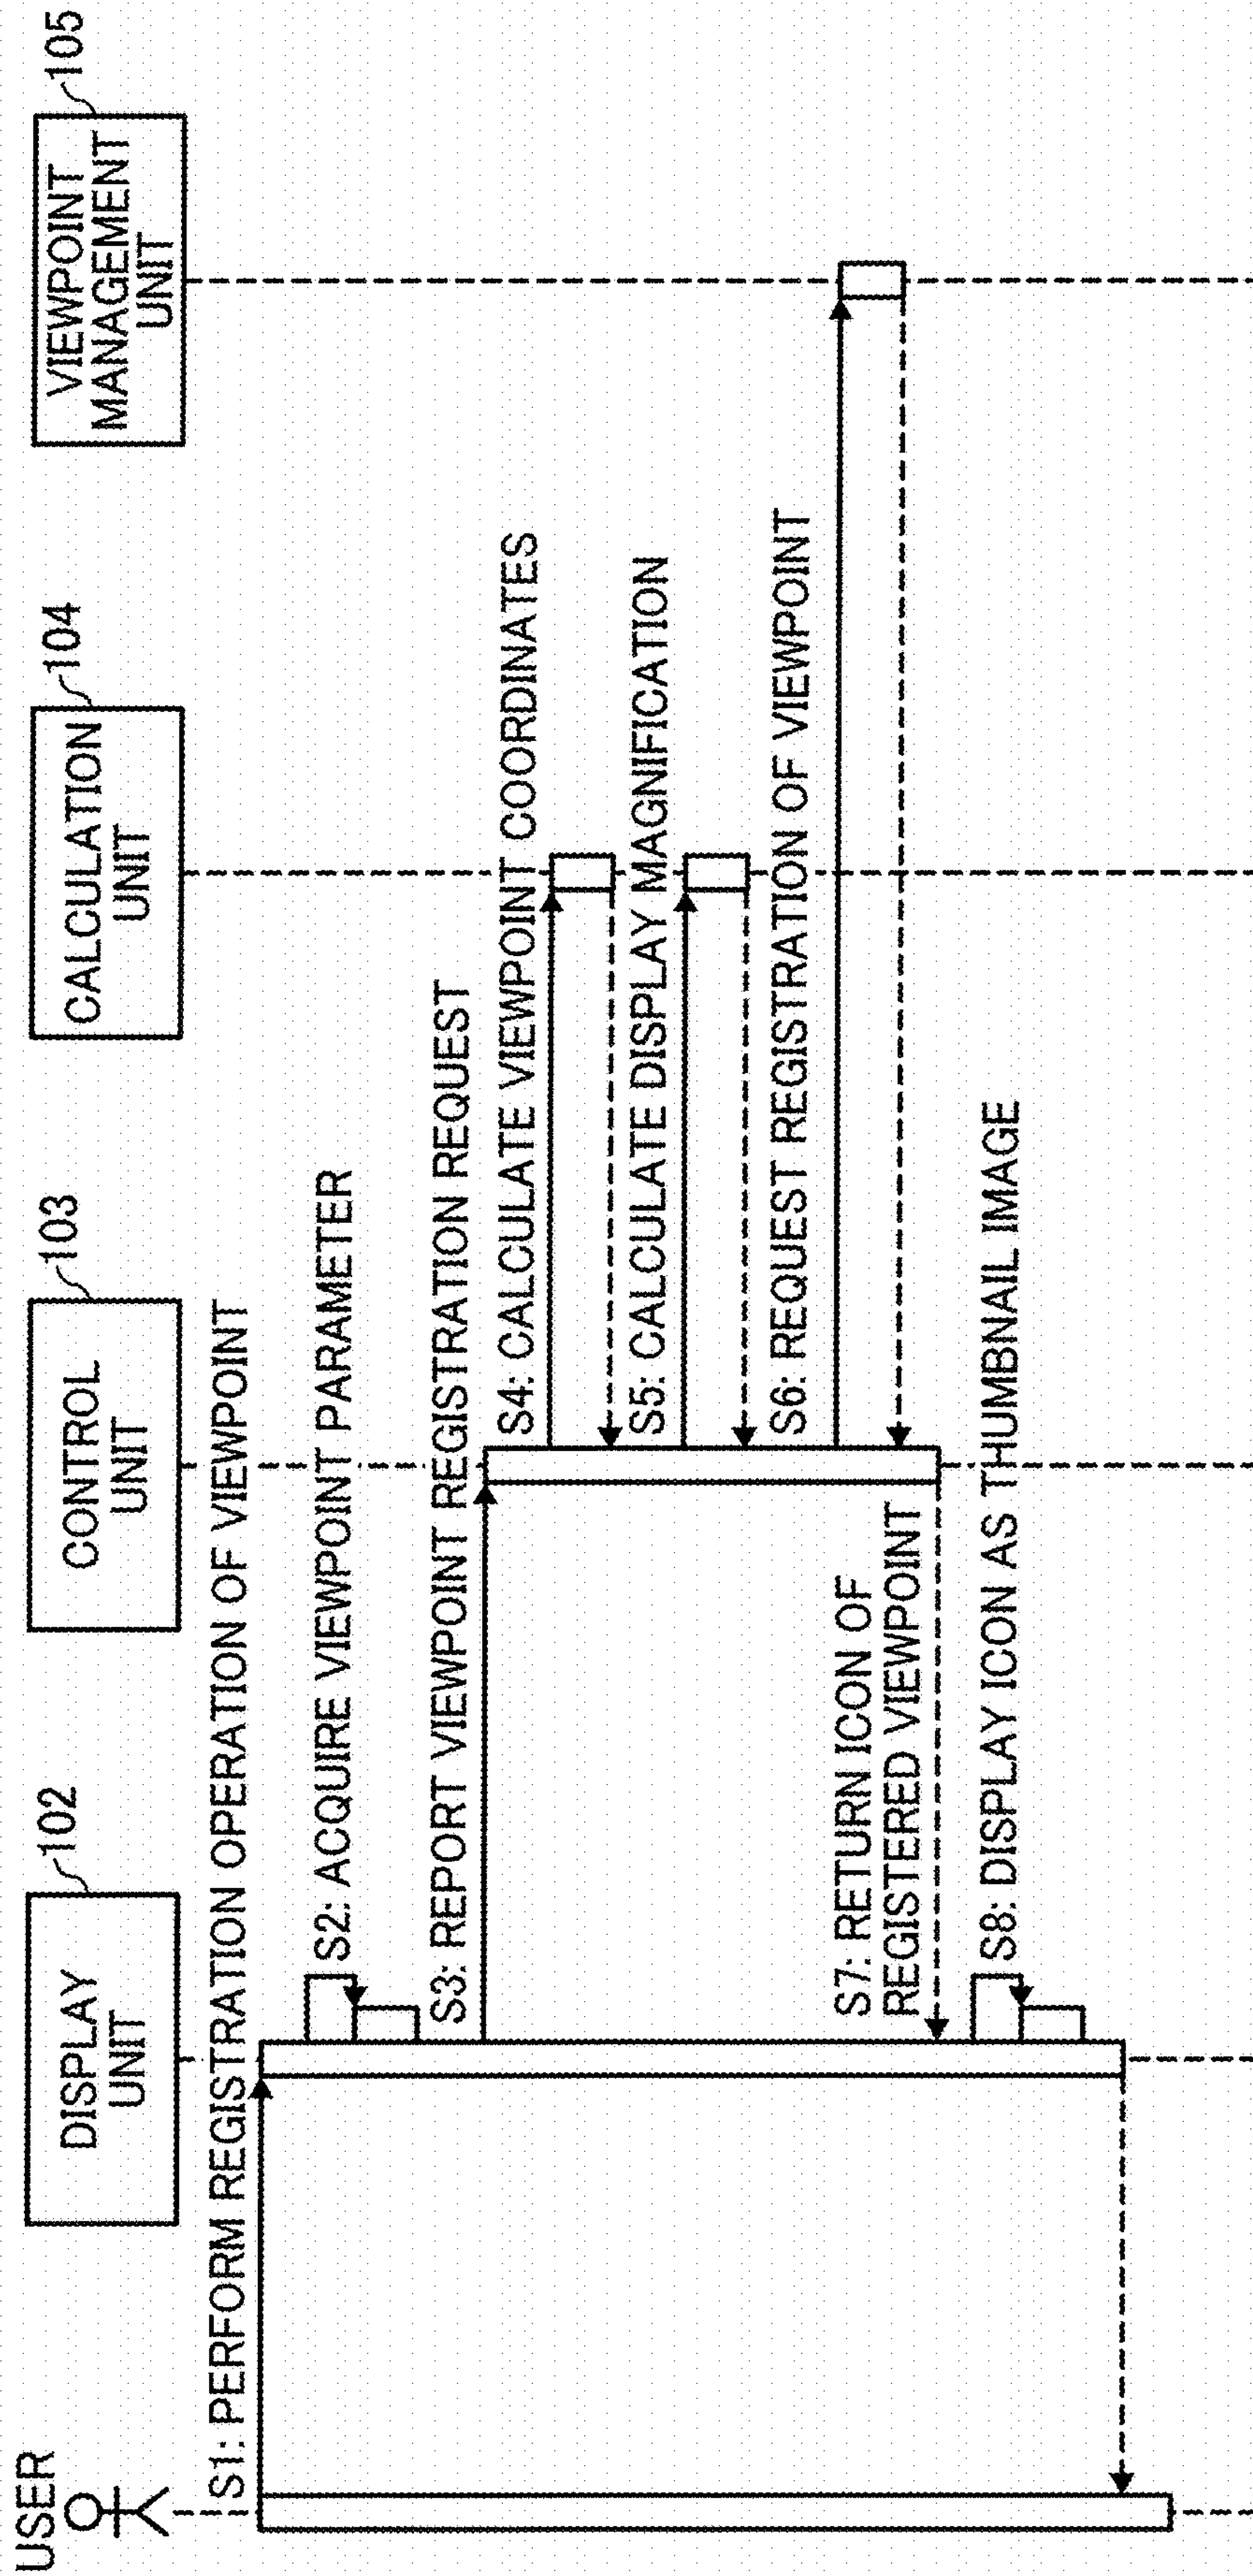 USER
DISPLAY
UNIT
102
CONTROL
UNIT
103
CALCULATION
UNIT
104
VIEWPOINT
MANAGEMENT
UNIT
105
S1: PERFORM REGISTRATION OPERATION OF VIEWPOINT
S2: ACQUIRE VIEWPOINT PARAMETER
S3: REPORT VIEWPOINT REGISTRATION REQUEST
S4: CALCULATE VIEWPOINT COORDINATES
S5: CALCULATE DISPLAY MAGNIFICATION
S6: REQUEST REGISTRATION OF VIEWPOINT
S7: RETURN ICON OF
REGISTERED VIEWPOINT
S8: DISPLAY ICON AS THUMBNAIL IMAGE